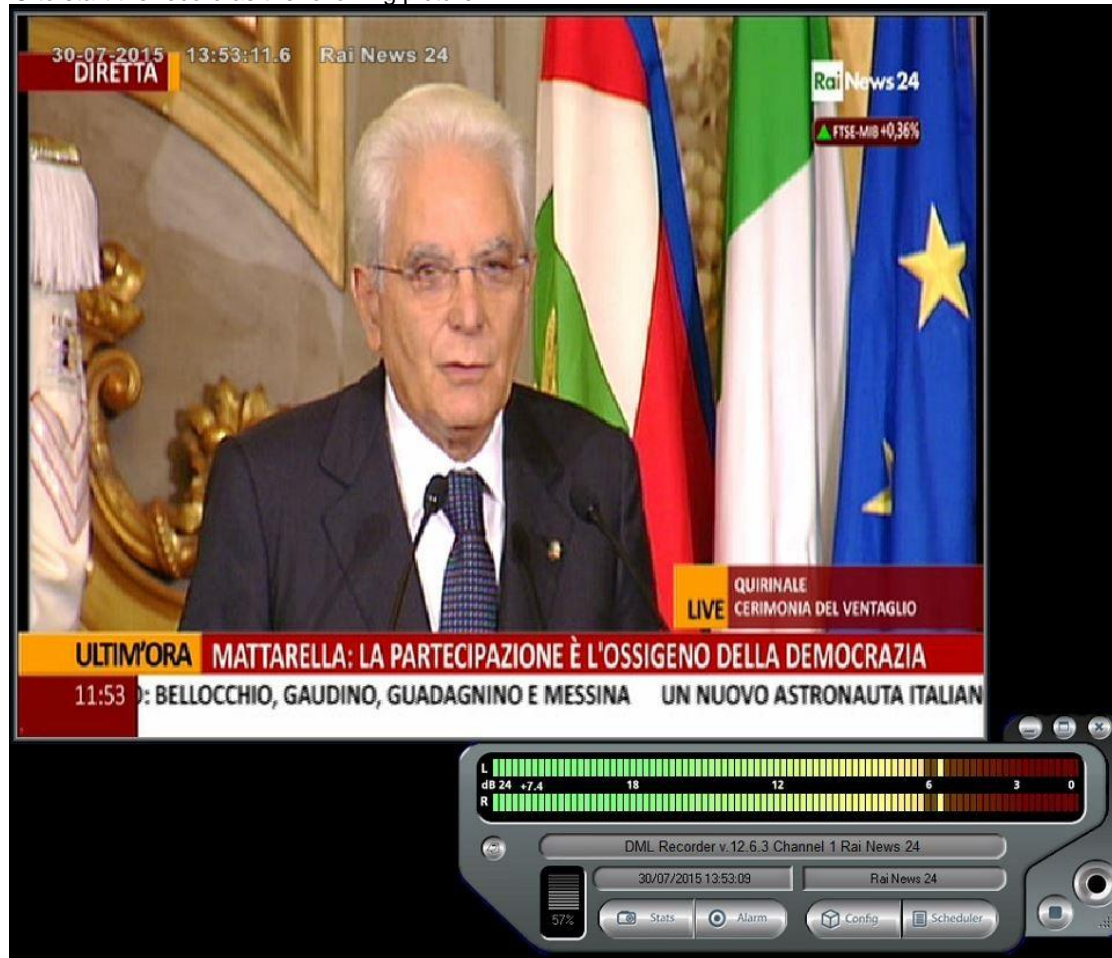 30-07-2015 13:53:11.6 Rai News 24
DIRETTA
Rai News 24
FTSE-MIB +0,36%
QUIRINALE
LIVE CERIMONIA DEL VENTAGLIO
ULTIM'ORA MATTARELLA: LA PARTECIPAZIONE È L'OSSIGENO DELLA DEMOCRAZIA
11:53 : BELLOCCHIO, GAUDINO, GUADAGNINO E MESSINA UN NUOVO ASTRONAUTA ITALIAN
L
dB 24 +7.4 18 12 6 3 0
R
DML Recorder v.12.6.3 Channel 1 Rai News 24
30/07/2015 13:53:09 Rai News 24
57% Stats Alarm Config Scheduler